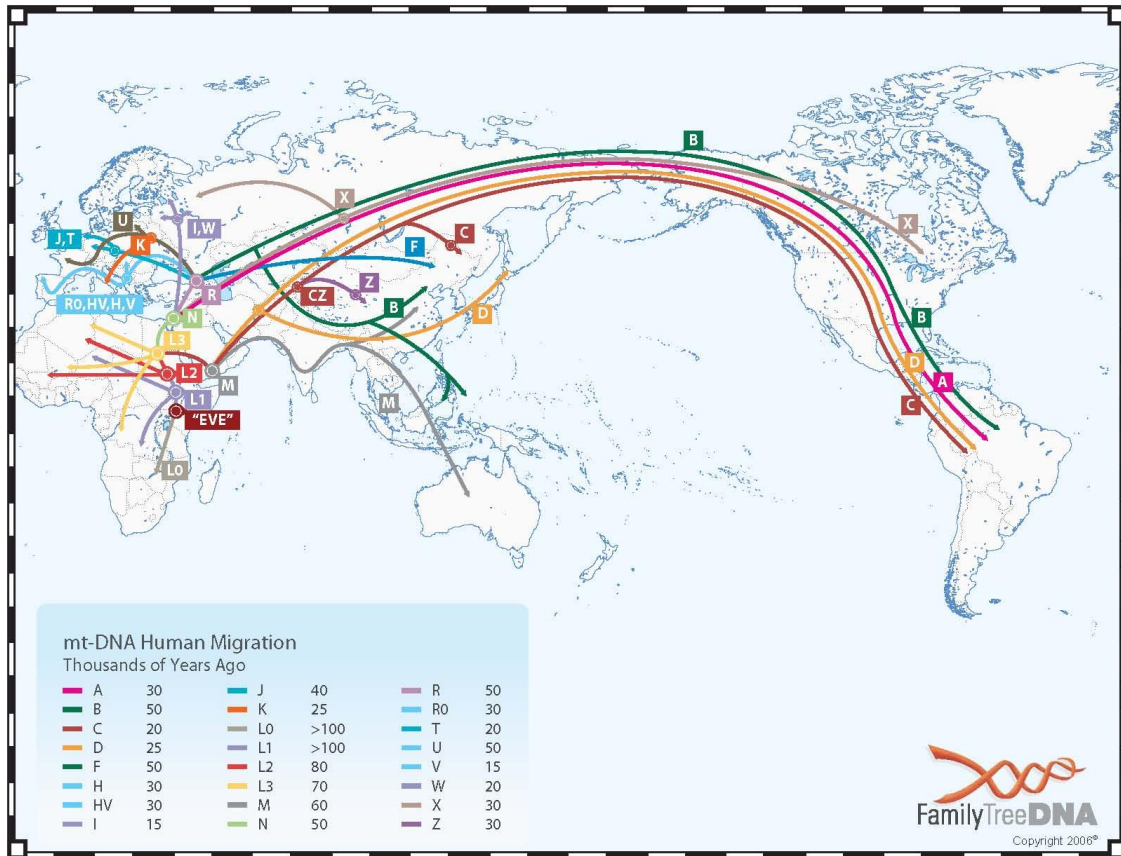 B
X
X
U
I,W
J,T
K
C
F
R
CZ
Z
R0,HV,H,V
B
D
N
B
L3
L2
M
D
A
L1
M
C
"EVE"
L0
mt-DNA Human Migration
Thousands of Years Ago
A 30
B 50
C 20
D 25
F 50
H 30
HV 30
I 15
J 40
K 25
L0 >100
L1 >100
L2 80
L3 70
M 60
N 50
R 50
R0 30
T 20
U 50
V 15
W 20
X 30
Z 30
FamilyTreeDNA
Copyright 2006®